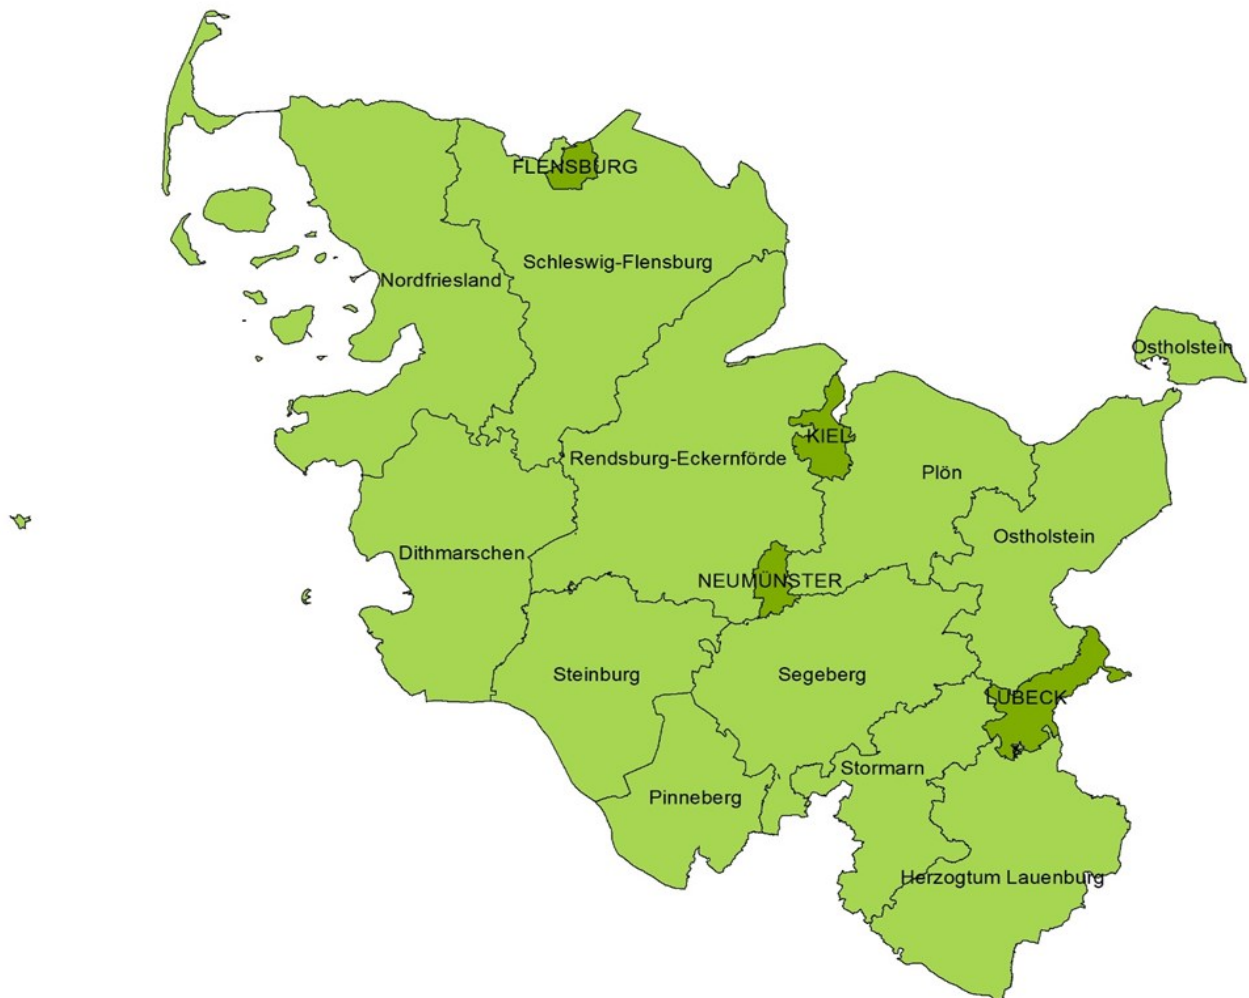 FLENSBURG
Schleswig-Flensburg
Nordfriesland
Ostholstein
KIEL
Rendsburg-Eckernförde
Plön
Ostholstein
Dithmarschen
NEUMÜNSTER
Steinburg
Segeberg
LÜBECK
Stormarn
Pinneberg
Herzogtum Lauenburg